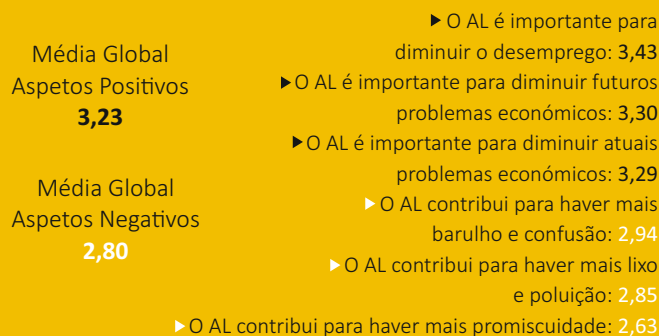 Média Global
Aspetos Positivos
3,23
Média Global
Aspetos Negativos
2,80
▶ O AL é importante para
diminuir o desemprego: 3,43
▶ O AL é importante para diminuir futuros
problemas económicos: 3,30
▶ O AL é importante para diminuir atuais
problemas económicos: 3,29
▶ O AL contribui para haver mais
barulho e confusão: 2,94
▶ O AL contribui para haver mais lixo
e poluição: 2,85
▶ O AL contribui para haver mais promiscuidade: 2,63